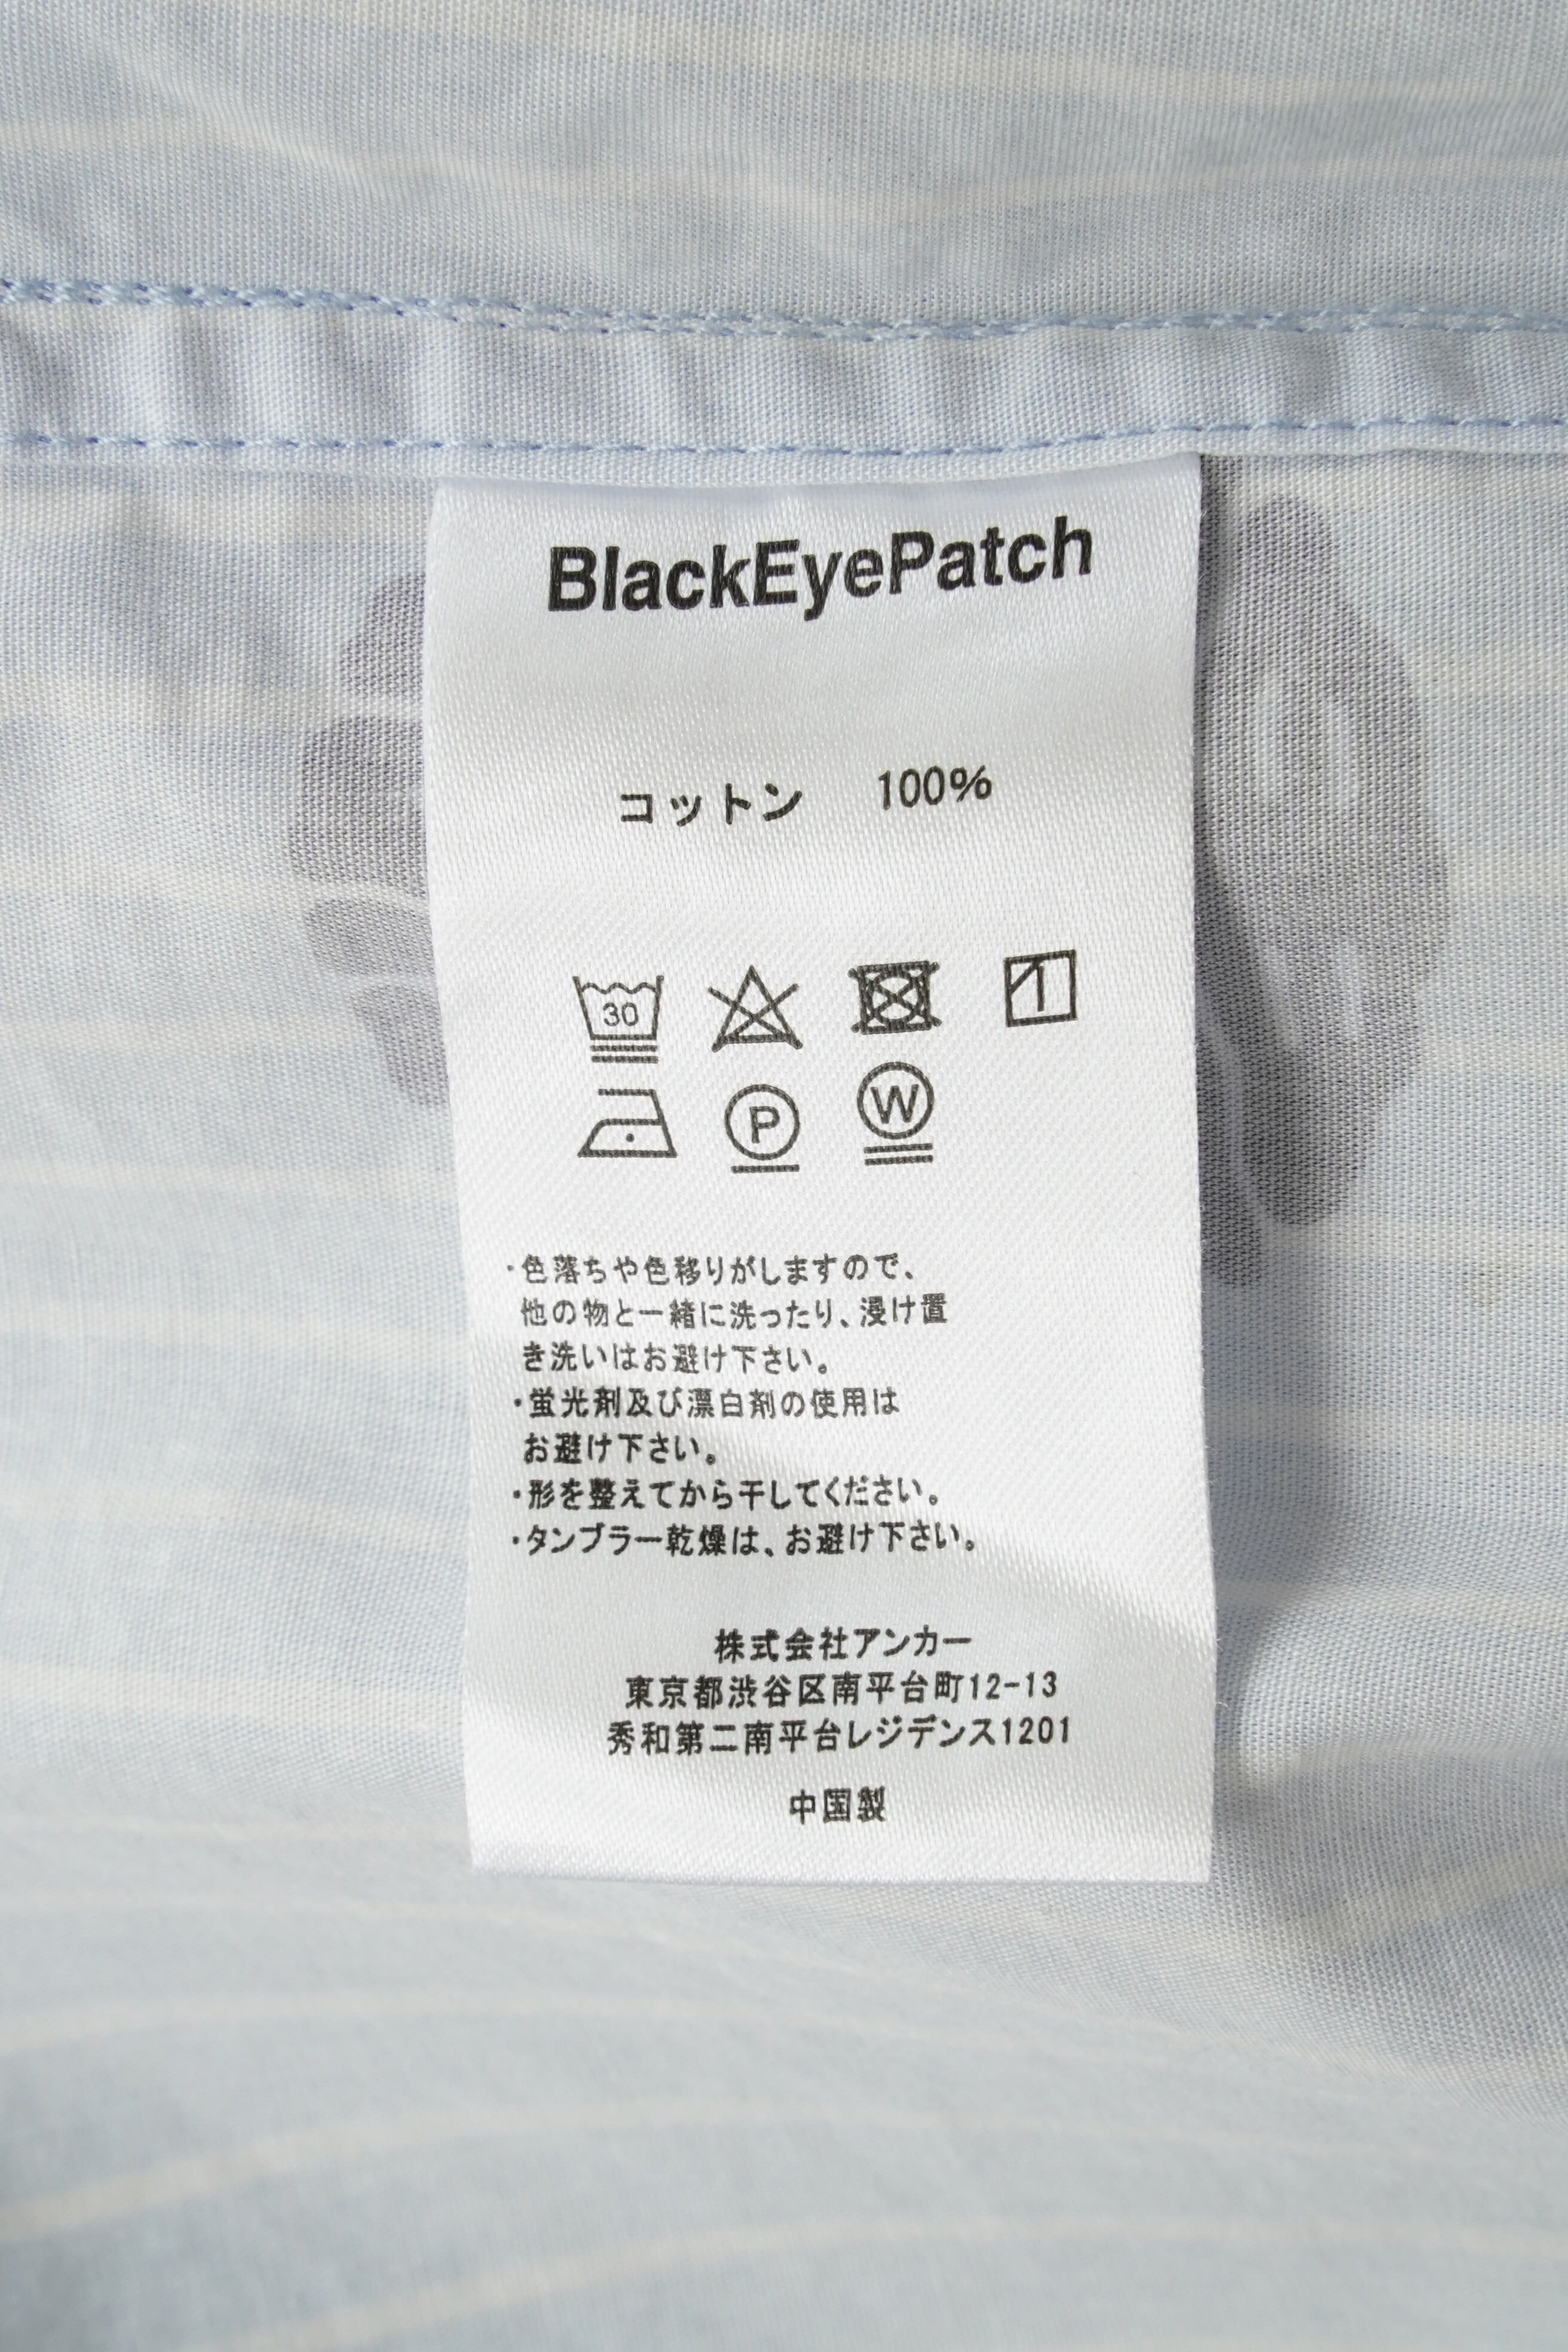 BlackEyePatch
コットン 100%
30
P W
・色落ちや色移りがしますので、
他の物と一緒に洗ったり、浸け置
き洗いはお避け下さい。
・蛍光剤及び漂白剤の使用は
お避け下さい。
・形を整えてから干してください。
・タンブラー乾燥は、お避け下さい。
株式会社アンカー
東京都渋谷区南平台町12-13
秀和第二南平台レジデンス1201
中国製